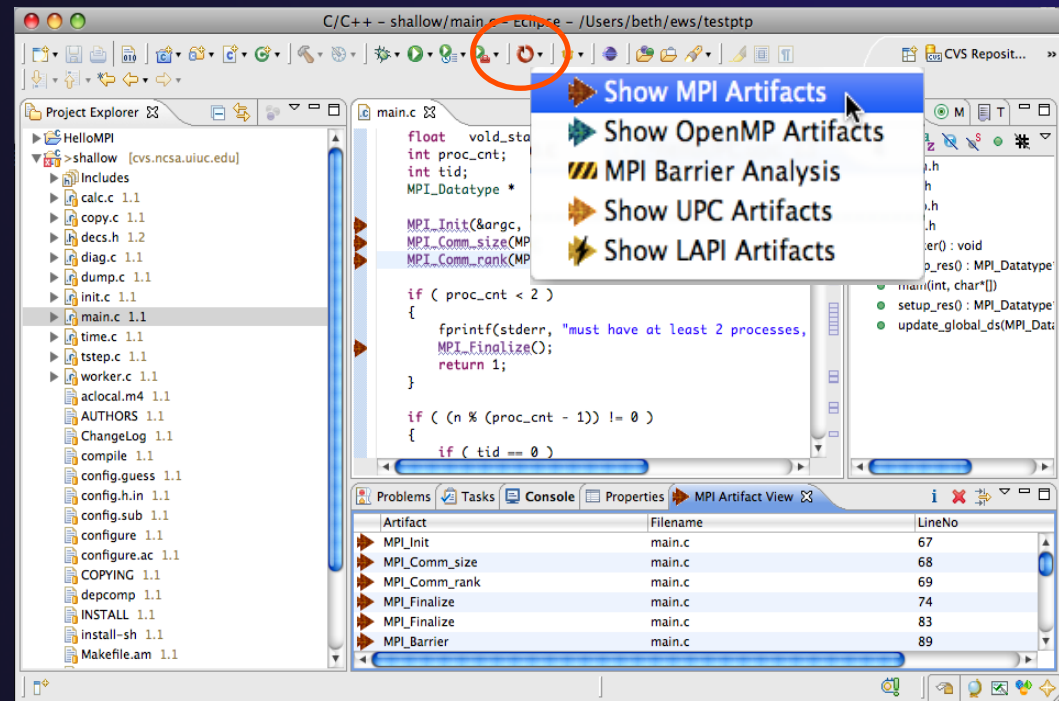 C/C++ - shallow/main.c - Eclipse - /Users/beth/ews/testptp
CVS Reposit... »
Project Explorer
HelloMPI
>shallow [cvs.ncsa.uiuc.edu]
Includes
calc.c 1.1
copy.c 1.1
decs.h 1.2
diag.c 1.1
dump.c 1.1
init.c 1.1
main.c 1.1
time.c 1.1
tstep.c 1.1
worker.c 1.1
aclocal.m4 1.1
AUTHORS 1.1
ChangeLog 1.1
compile 1.1
config.guess 1.1
config.h.in 1.1
config.sub 1.1
configure 1.1
configure.ac 1.1
COPYING 1.1
depcomp 1.1
INSTALL 1.1
install-sh 1.1
Makefile.am 1.1
main.c
float vold_sta
int proc_cnt;
int tid;
MPI_Datatype *
MPI_Init(&argc,
MPI_Comm_size(MP
MPI_Comm_rank(MP
if ( proc_cnt < 2 )
{
fprintf(stderr, "must have at least 2 processes,
MPI_Finalize();
return 1;
}
if ( (n % (proc_cnt - 1)) != 0 )
{
if ( tid == 0 )
Show MPI Artifacts
Show OpenMP Artifacts
MPI Barrier Analysis
Show UPC Artifacts
Show LAPI Artifacts
M
T
.h
h
.h
.h
ker() : void
p_res() : MPI_Datatype
main(int, char*[])
setup_res() : MPI_Datatype
update_global_ds(MPI_Data
Problems
Tasks
Console
Properties
MPI Artifact View
Artifact Filename LineNo
MPI_Init main.c 67
MPI_Comm_size main.c 68
MPI_Comm_rank main.c 69
MPI_Finalize main.c 74
MPI_Finalize main.c 83
MPI_Barrier main.c 89